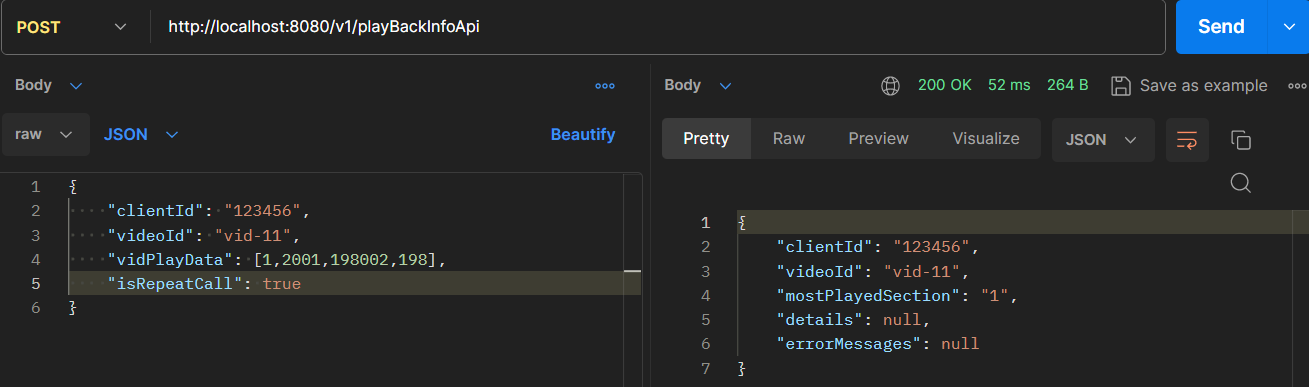 POST http://localhost:8080/v1/playBackInfoApi Send
Body
raw JSON Beautify
1 {
2 "clientId": "123456",
3 "videoId": "vid-11",
4 "vidPlayData": [1,2001,198002,198],
5 "isRepeatCall": true
6 }
Body 200 OK 52 ms 264 B Save as example
Pretty Raw Preview Visualize JSON
1 {
2 "clientId": "123456",
3 "videoId": "vid-11",
4 "mostPlayedSection": "1",
5 "details": null,
6 "errorMessages": null
7 }